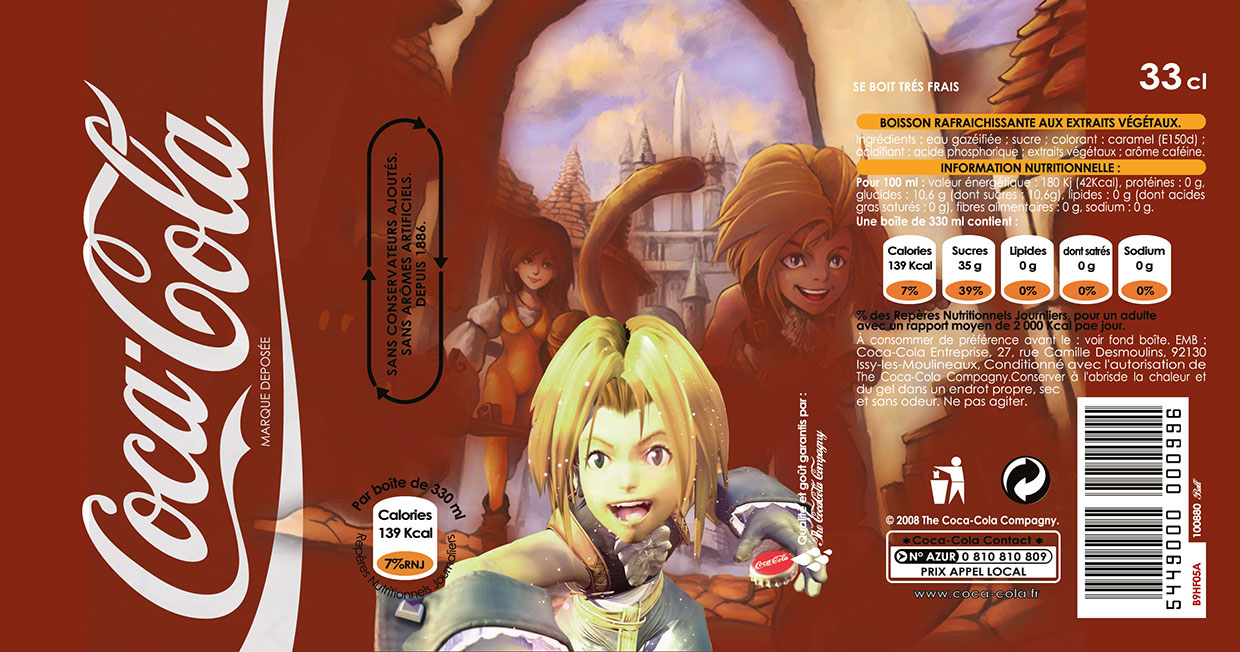 Coca-Cola
MARQUE DEPOSÉE
SANS CONSERVATEURS AJOUTÉS.
SANS ARÔMES ARTIFICIELS.
DEPUIS 1886.
Par boîte de 330 ml
Calories
139 Kcal
7%RNJ
Repères Nutritionnels Journaliers
Qualité et goût garantis par :
The Coca-Cola Compagny
Coca-Cola
SE BOIT TRÉS FRAIS
33 cl
BOISSON RAFRAICHISSANTE AUX EXTRAITS VÉGÉTAUX.
Ingrédients : eau gazéifiée ; sucre ; colorant : caramel (E150d) ;
acidifiant : acide phosphorique ; extraits végétaux ; arôme caféine.
INFORMATION NUTRITIONNELLE :
Pour 100 ml : valeur énergétique : 180 Kj (42Kcal), protéines : 0 g,
glucides : 10,6 g (dont sucres : 10,6g), lipides : 0 g (dont acides
gras saturés : 0 g), fibres alimentaires : 0 g, sodium : 0 g.
Une boîte de 330 ml contient :
Calories
139 Kcal
7%
Sucres
35 g
39%
Lipides
0 g
0%
dont satrés
0 g
0%
Sodium
0 g
0%
% des Repères Nutritionnels Journliers, pour un adulte
avec un rapport moyen de 2 000 Kcal pae jour.
A consommer de préférence avant le : voir fond boîte. EMB :
Coca-Cola Entreprise, 27, rue Camille Desmoulins, 92130
Issy-les-Moulineaux, Conditionné avec l'autorisation de
The Coca-Cola Compagny.Conserver à l'abrisde la chaleur et
du gel dans un endrot propre, sec
et sans odeur. Ne pas agiter.
© 2008 The Coca-Cola Compagny.
*Coca-Cola Contact *
N° AZUR 0 810 810 809
PRIX APPEL LOCAL
www.coca-cola.fr
5449000 000996
100880 Ball
B9HF05A